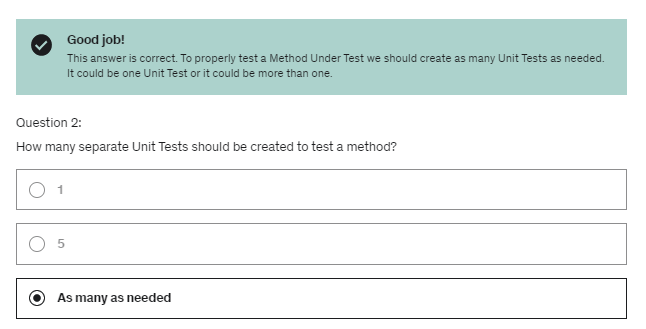 Good job!
This answer is correct. To properly test a Method Under Test we should create as many Unit Tests as needed.
It could be one Unit Test or it could be more than one.
Question 2:
How many separate Unit Tests should be created to test a method?
1
5
As many as needed